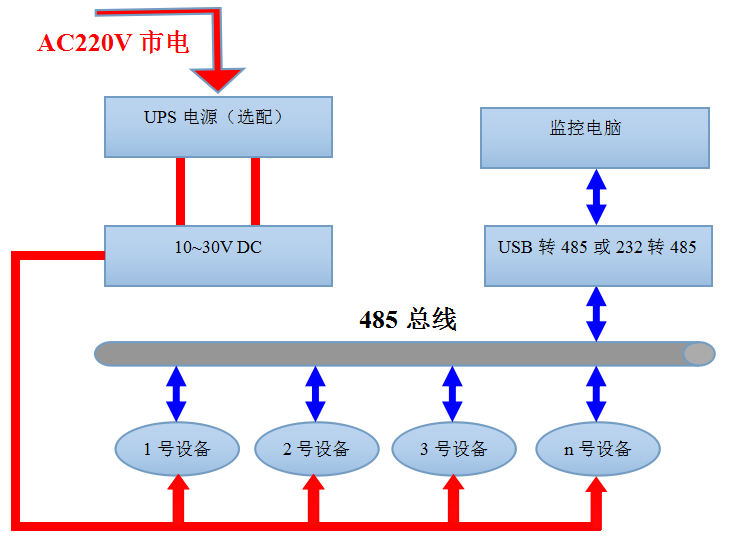 AC220V 市电
UPS 电源（选配）
监控电脑
10~30V DC
USB 转 485 或 232 转 485
485 总线
1 号设备
2 号设备
3 号设备
n 号设备